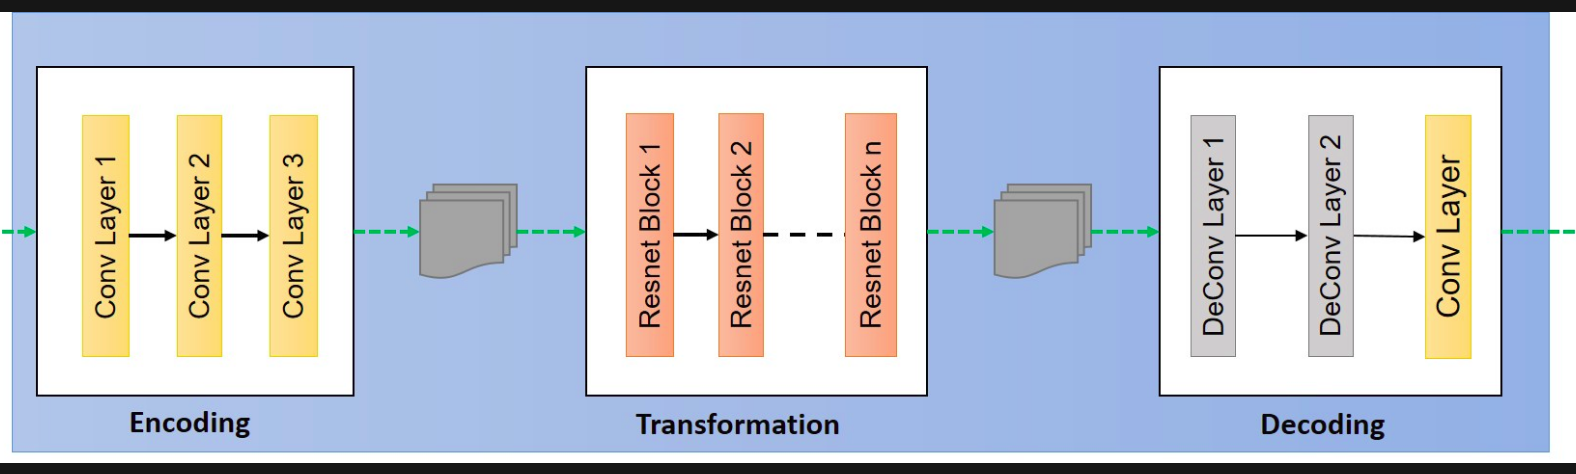 Conv Layer 1
Conv Layer 2
Conv Layer 3
Encoding
Resnet Block 1
Resnet Block 2
Resnet Block n
Transformation
DeConv Layer 1
DeConv Layer 2
Conv Layer
Decoding